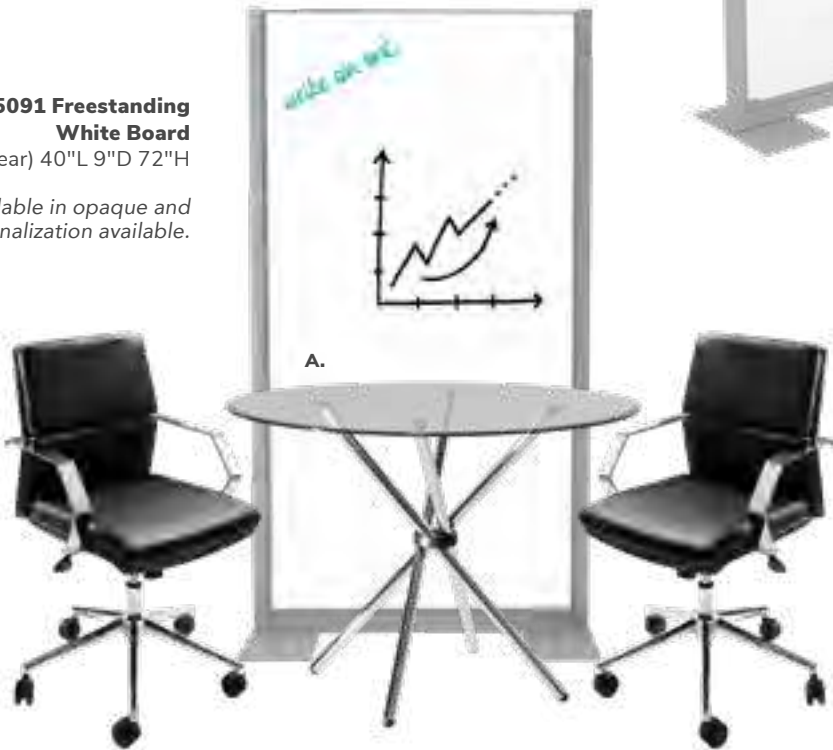 5091 Freestanding
White Board
ear) 40"L 9"D 72"H
lable in opaque and
nalization available.
write on me.
A.